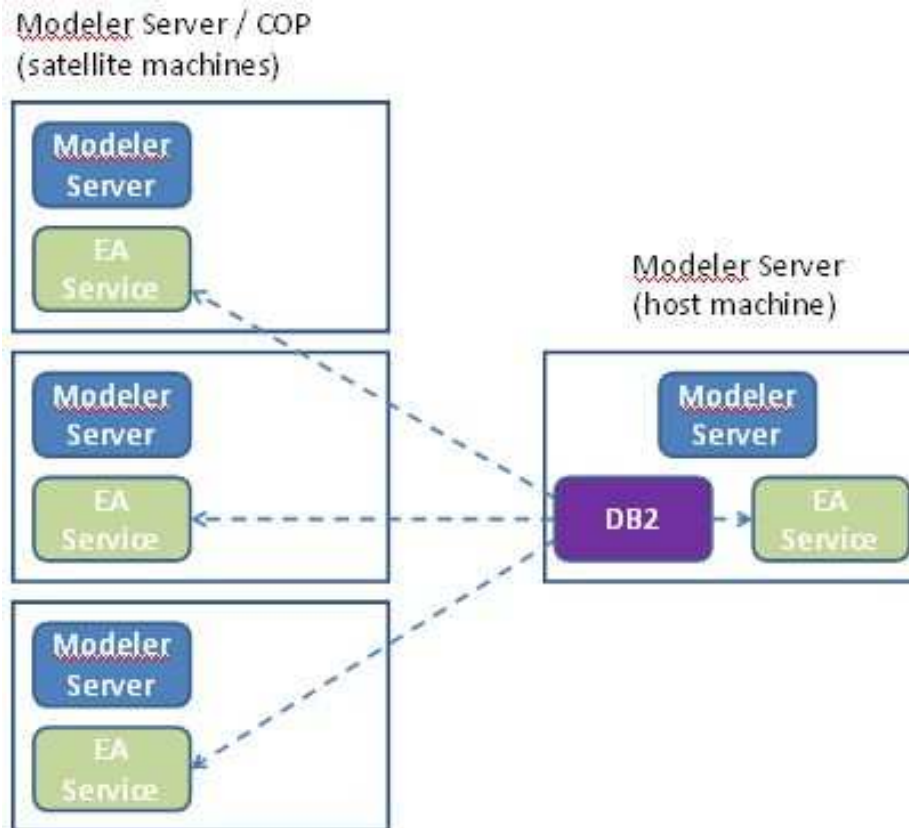 Modeler Server / COP
(satellite machines)
Modeler
Server
EA
Service
Modeler Server
(host machine)
Modeler
Server
EA
Service
Modeler
Server
DB2
EA
Service
Modeler
Server
EA
Service